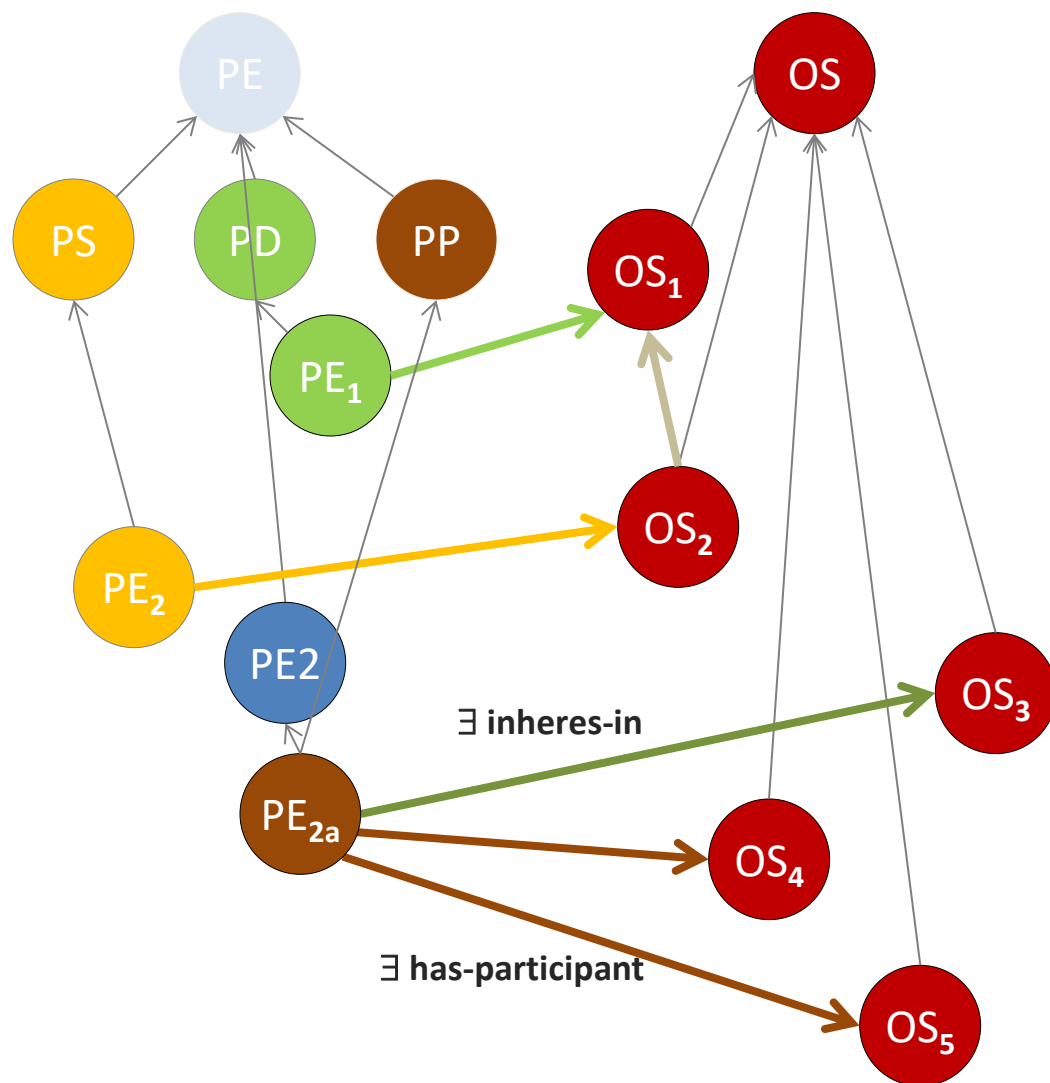 PE
OS
PS
PD
PP
OS₁
PE₁
OS₂
PE₂
PE2
OS₃
∃ inheres-in
PE₂ₐ
OS₄
∃ has-participant
OS₅